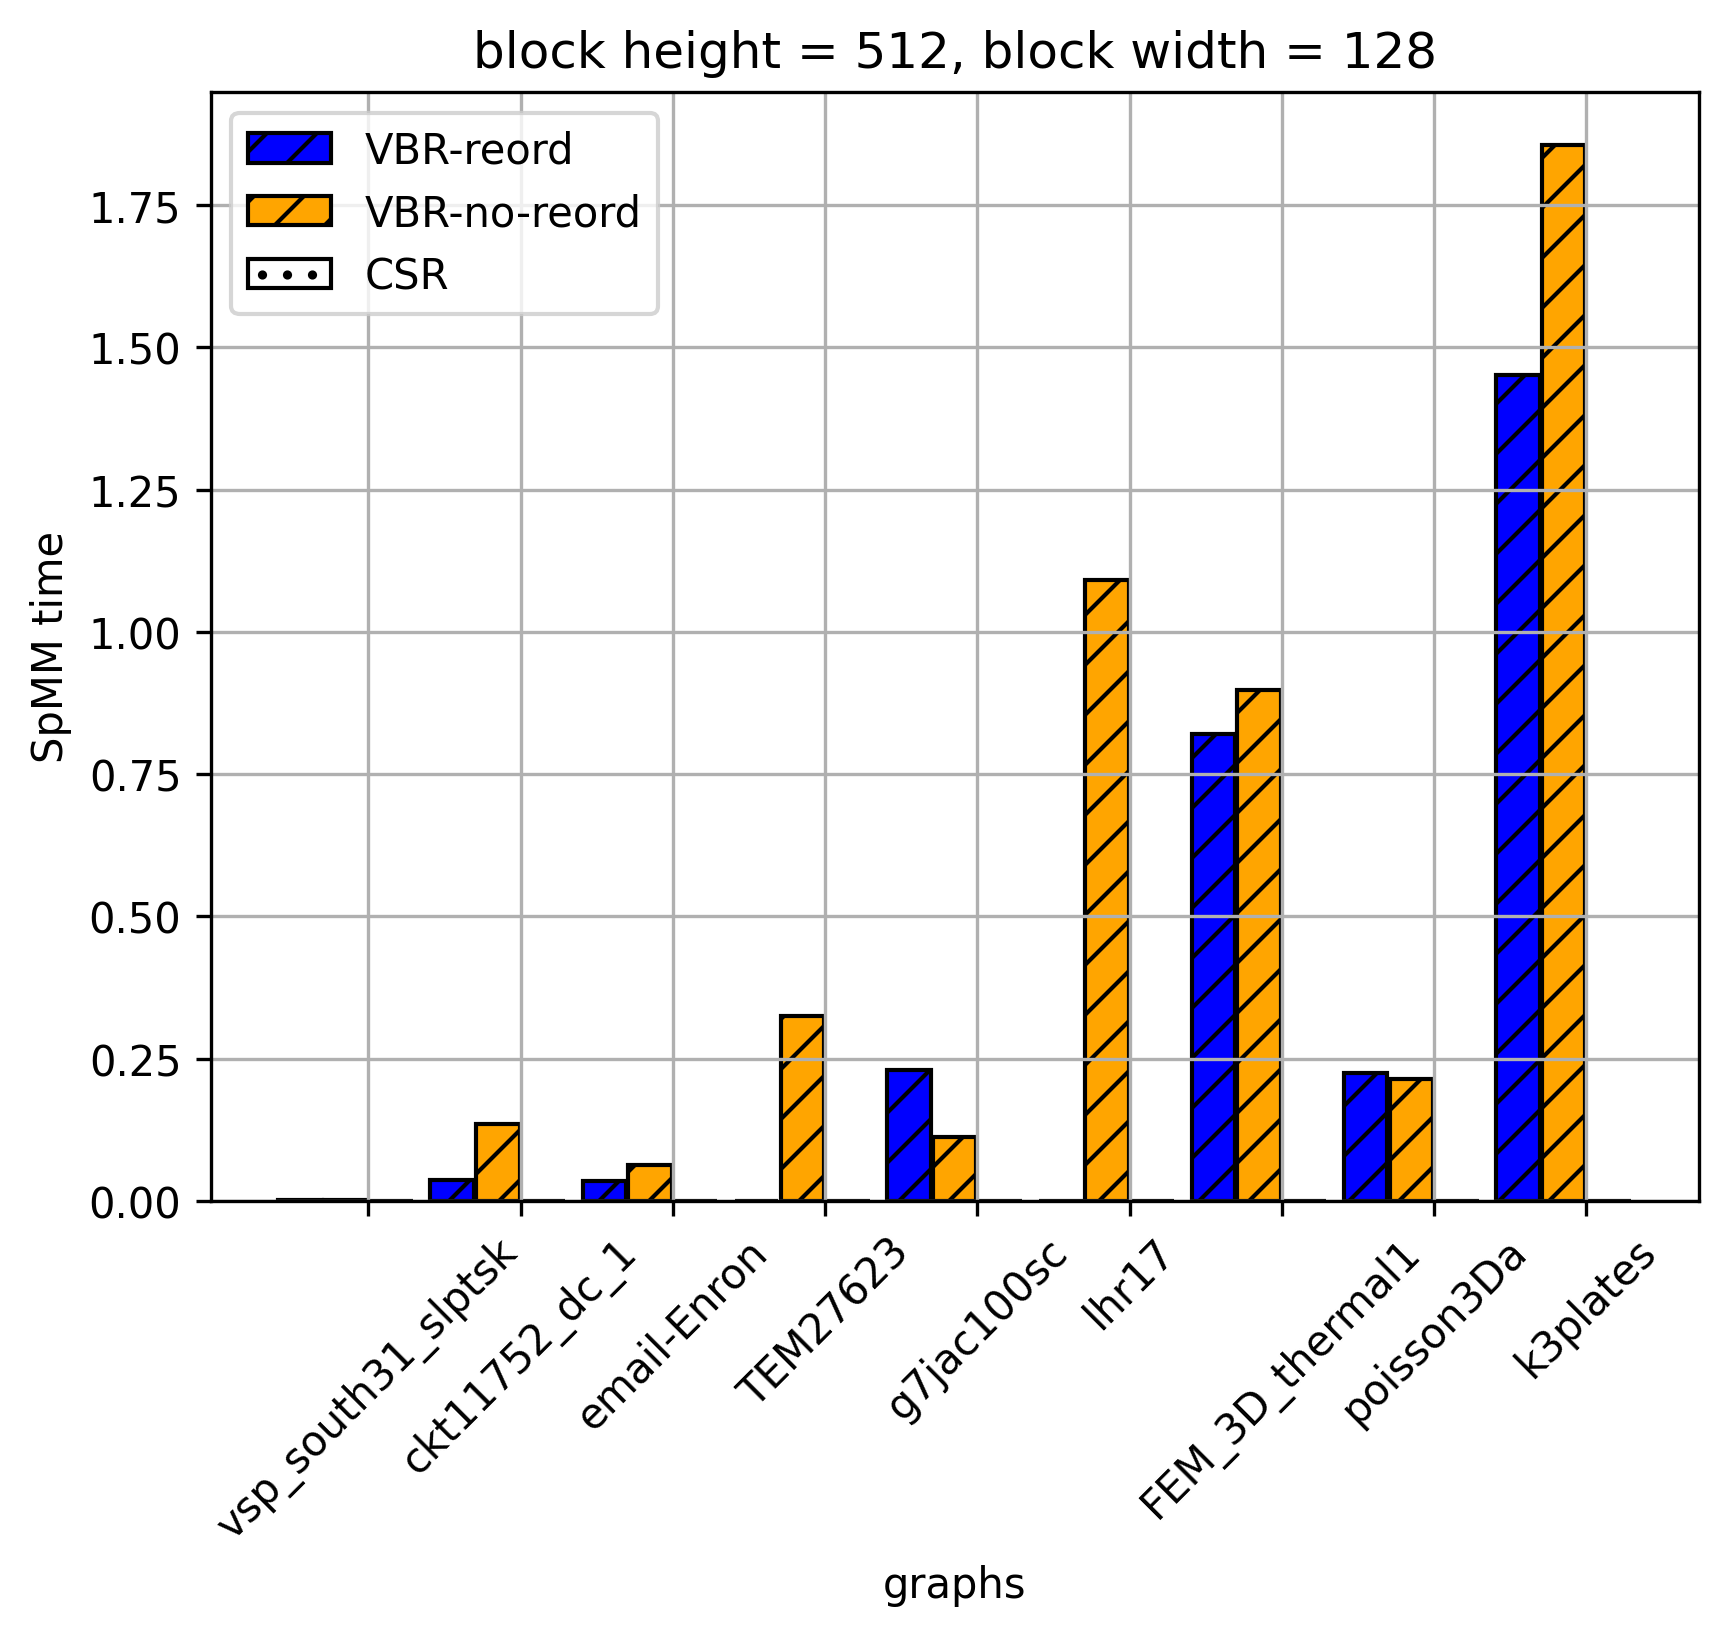 block height = 512, block width = 128
VBR-reord
VBR-no-reord
CSR
SpMM time
1.75
1.50
1.25
1.00
0.75
0.50
0.25
0.00
vsp_south31_slptsk
ckt11752_dc_1
email-Enron
TEM27623
g7jac100sc
lhr17
FEM_3D_thermal1
poisson3Da
k3plates
graphs